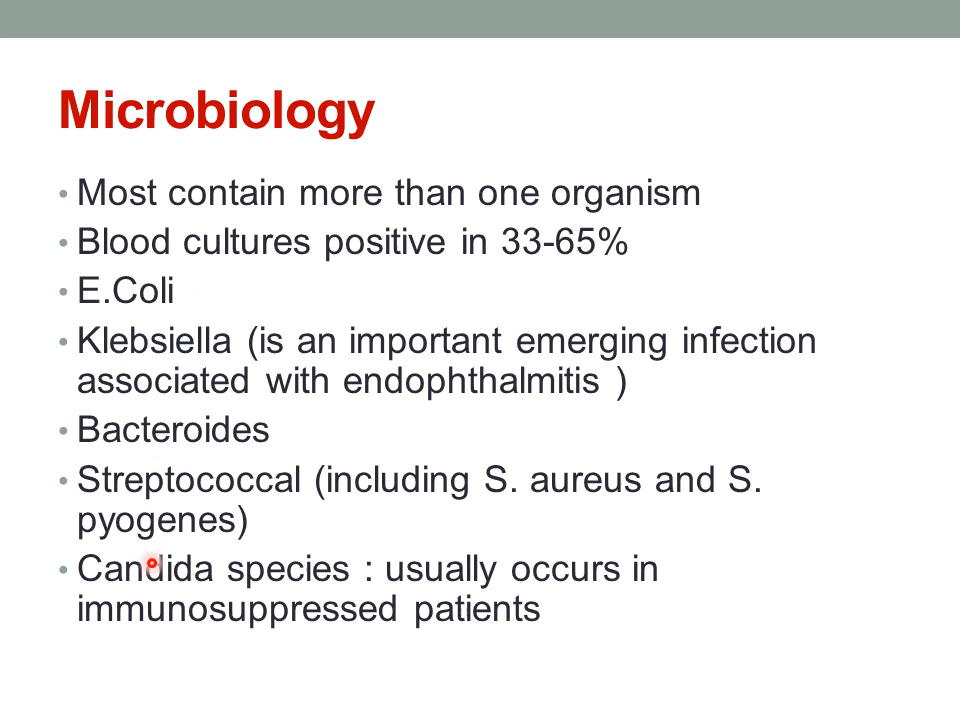 Microbiology
• Most contain more than one organism
• Blood cultures positive in 33-65%
• E.Coli
• Klebsiella (is an important emerging infection
associated with endophthalmitis )
• Bacteroides
• Streptococcal (including S. aureus and S.
pyogenes)
• Candida species : usually occurs in
immunosuppressed patients